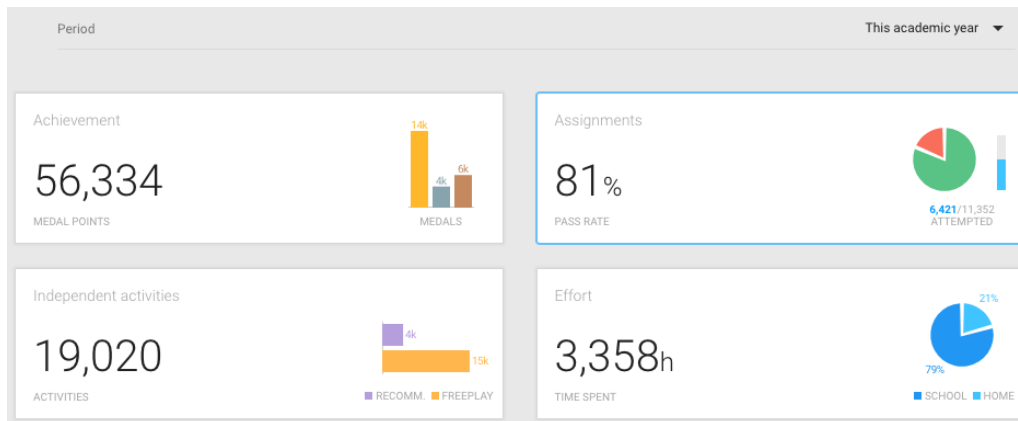 Period
This academic year
Achievement
14k
4k
6k
56,334
MEDAL POINTS
MEDALS
Assignments
81%
PASS RATE
6,421/11,352
ATTEMPTED
Independent activities
4k
15k
19,020
ACTIVITIES
RECOMM. FREEPLAY
Effort
21%
79%
3,358h
TIME SPENT
SCHOOL HOME